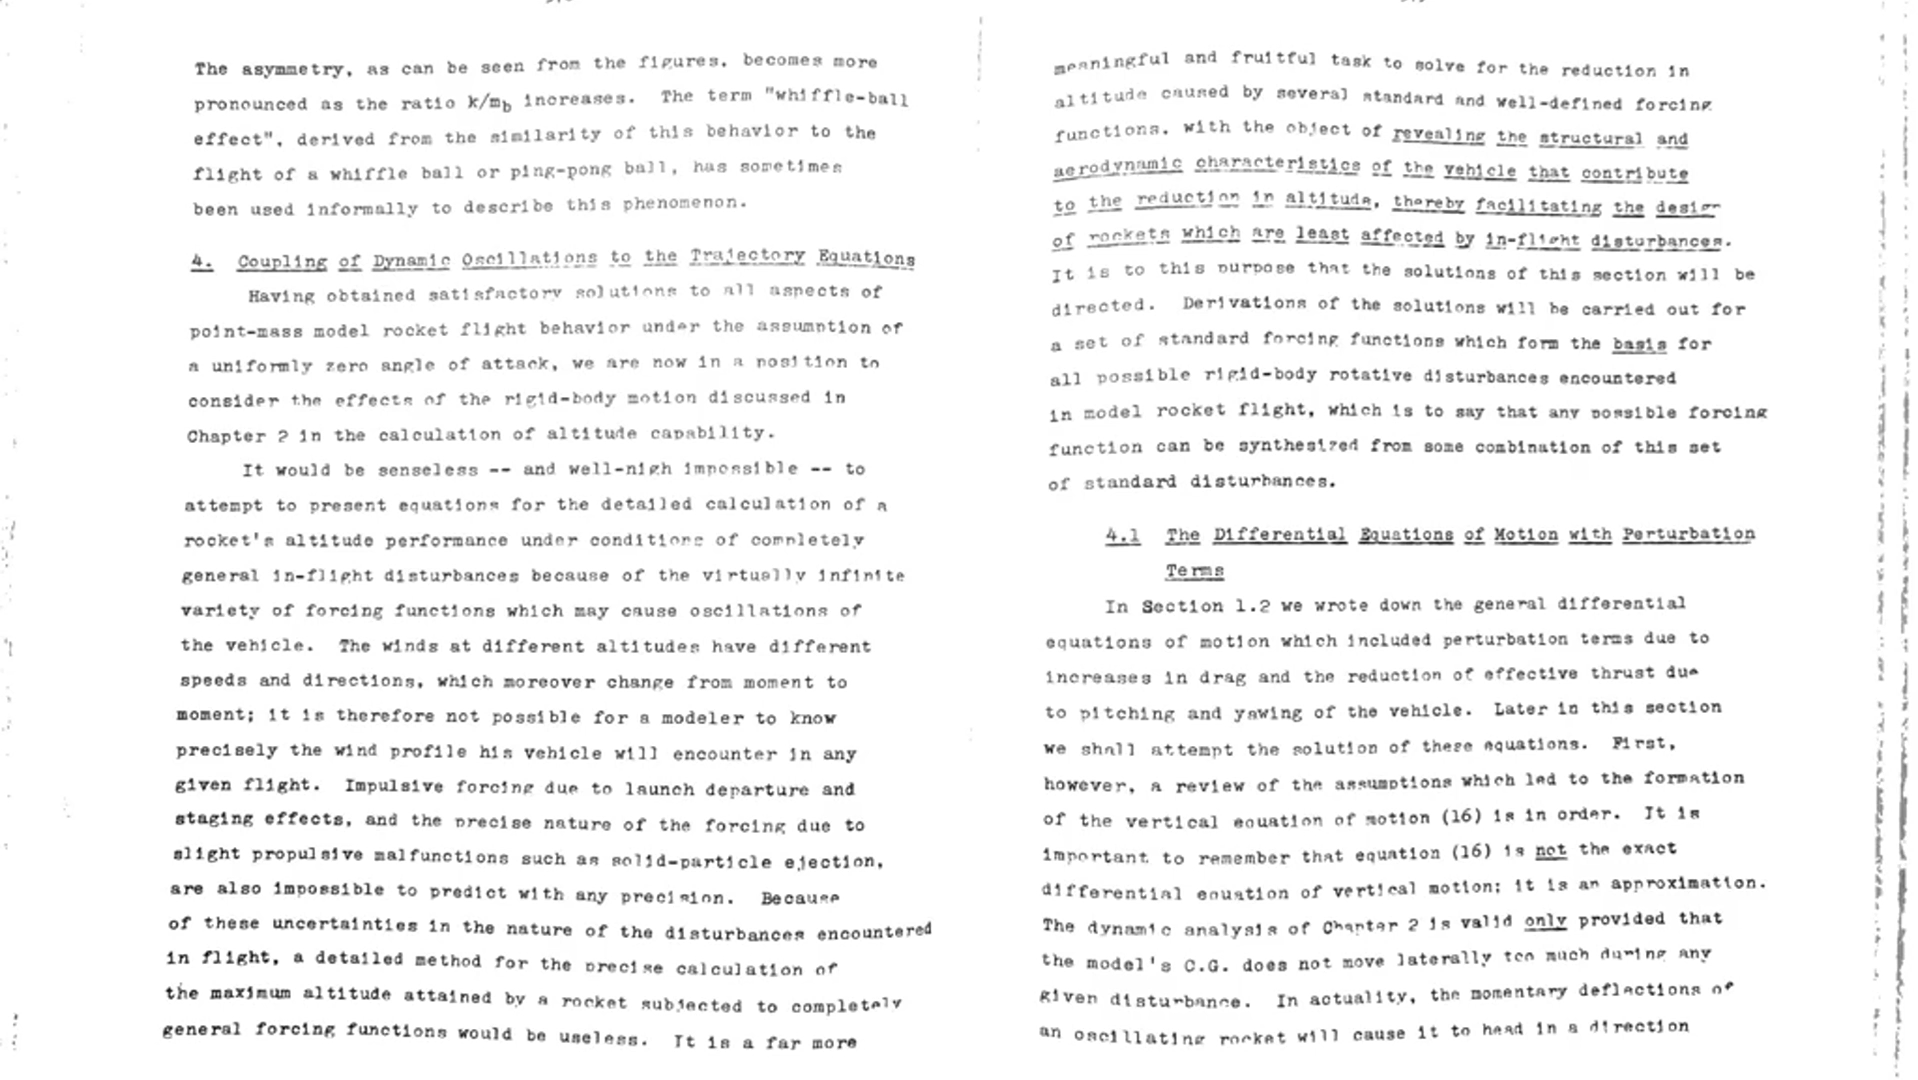 The asymmetry, as can be seen from the figures, becomes more
pronounced as the ratio k/mb increases. The term "whiffle-ball
effect", derived from the similarity of this behavior to the
flight of a whiffle ball or ping-pong ball, has sometimes
been used informally to describe this phenomenon.
4. Coupling of Dynamic Oscillations to the Trajectory Equations
Having obtained satisfactory solutions to all aspects of
point-mass model rocket flight behavior under the assumption of
a uniformly zero angle of attack, we are now in a position to
consider the effects of the rigid-body motion discussed in
Chapter 2 in the calculation of altitude capability.
It would be senseless -- and well-nigh impossible -- to
attempt to present equations for the detailed calculation of a
rocket's altitude performance under conditions of completely
general in-flight disturbances because of the virtually infinite
variety of forcing functions which may cause oscillations of
the vehicle. The winds at different altitudes have different
speeds and directions, which moreover change from moment to
moment; it is therefore not possible for a modeler to know
precisely the wind profile his vehicle will encounter in any
given flight. Impulsive forcing due to launch departure and
staging effects, and the precise nature of the forcing due to
slight propulsive malfunctions such as solid-particle ejection,
are also impossible to predict with any precision. Because
of these uncertainties in the nature of the disturbances encountered
in flight, a detailed method for the precise calculation of
the maximum altitude attained by a rocket subjected to completely
general forcing functions would be useless. It is a far more
meaningful and fruitful task to solve for the reduction in
altitude caused by several standard and well-defined forcing
functions, with the object of revealing the structural and
aerodynamic characteristics of the vehicle that contribute
to the reduction in altitude, thereby facilitating the design
of rockets which are least affected by in-flight disturbances.
It is to this purpose that the solutions of this section will be
directed. Derivations of the solutions will be carried out for
a set of standard forcing functions which form the basis for
all possible rigid-body rotative disturbances encountered
in model rocket flight, which is to say that any possible forcing
function can be synthesized from some combination of this set
of standard disturbances.
4.1 The Differential Equations of Motion with Perturbation
Terms
In Section 1.2 we wrote down the general differential
equations of motion which included perturbation terms due to
increases in drag and the reduction of effective thrust due
to pitching and yawing of the vehicle. Later in this section
we shall attempt the solution of these equations. First,
however, a review of the assumptions which led to the formation
of the vertical equation of motion (16) is in order. It is
important to remember that equation (16) is not the exact
differential equation of vertical motion; it is an approximation.
The dynamic analysis of Chapter 2 is valid only provided that
the model's C.G. does not move laterally too much during any
given disturbance. In actuality, the momentary deflections of
an oscillating rocket will cause it to head in a direction